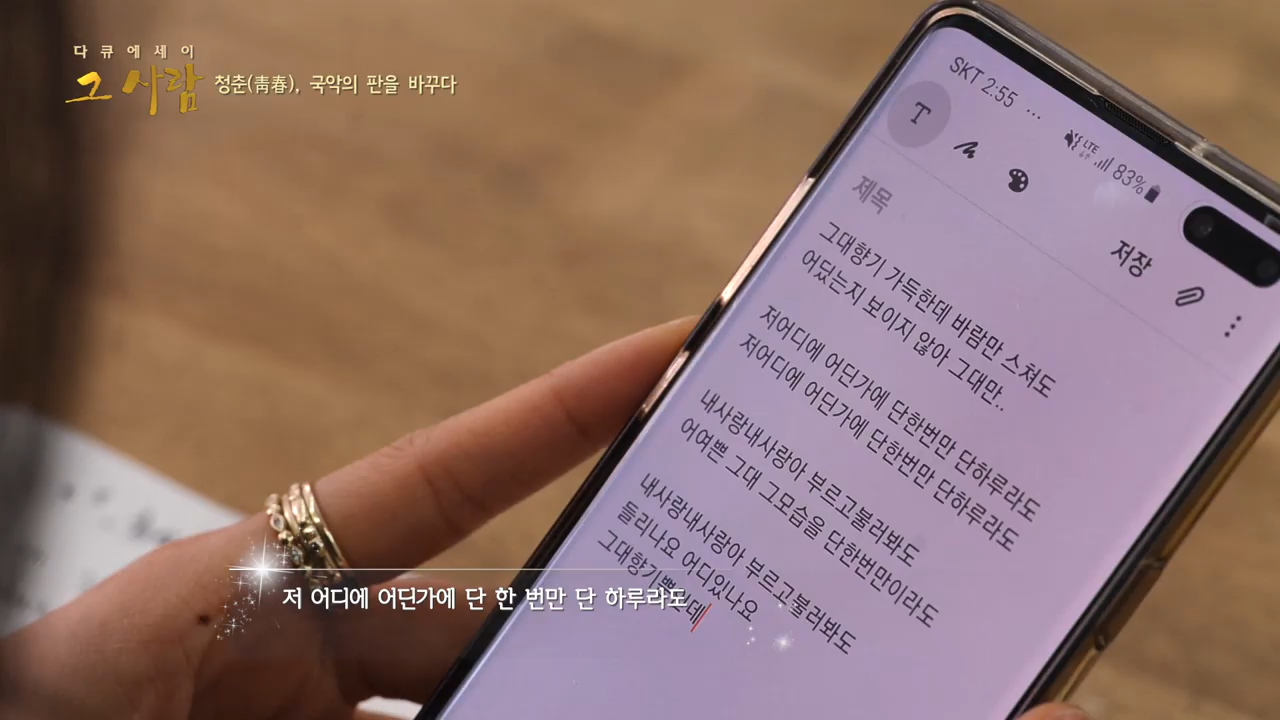 다큐에세이
그 사람 청춘(靑春), 국악의 판을 바꾸다
SKT 2:55 ...
LTE 83%
T
제목
저장
그대향기 가득한데 바람만 스쳐도
어딨는지 보이지 않아 그대만..
저어디에 어딘가에 단한번만 단하루라도
저어디에 어딘가에 단한번만 단하루라도
내사랑내사랑아 부르고불러봐도
어여쁜 그대 그모습을 단한번만이라도
내사랑내사랑아 부르고불러봐도
들리나요 어디있나요
그대향기뿐인데
저 어디에 어딘가에 단 한 번만 단 하루라도